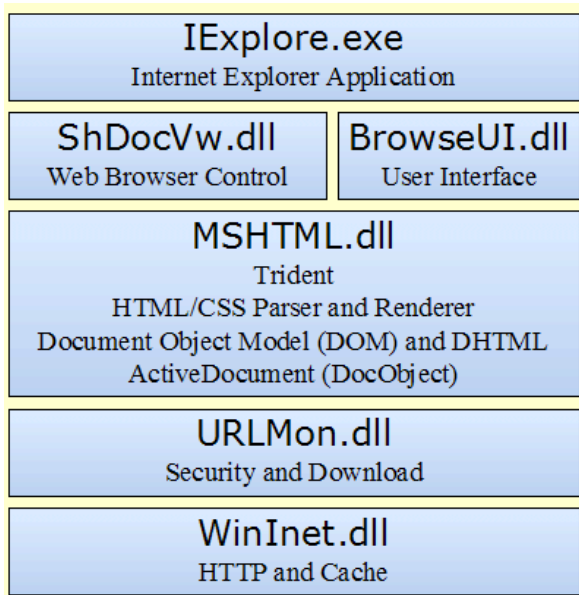 IExplore.exe
Internet Explorer Application
ShDocVw.dll
Web Browser Control
BrowseUI.dll
User Interface
MSHTML.dll
Trident
HTML/CSS Parser and Renderer
Document Object Model (DOM) and DHTML
ActiveDocument (DocObject)
URLMon.dll
Security and Download
WinInet.dll
HTTP and Cache